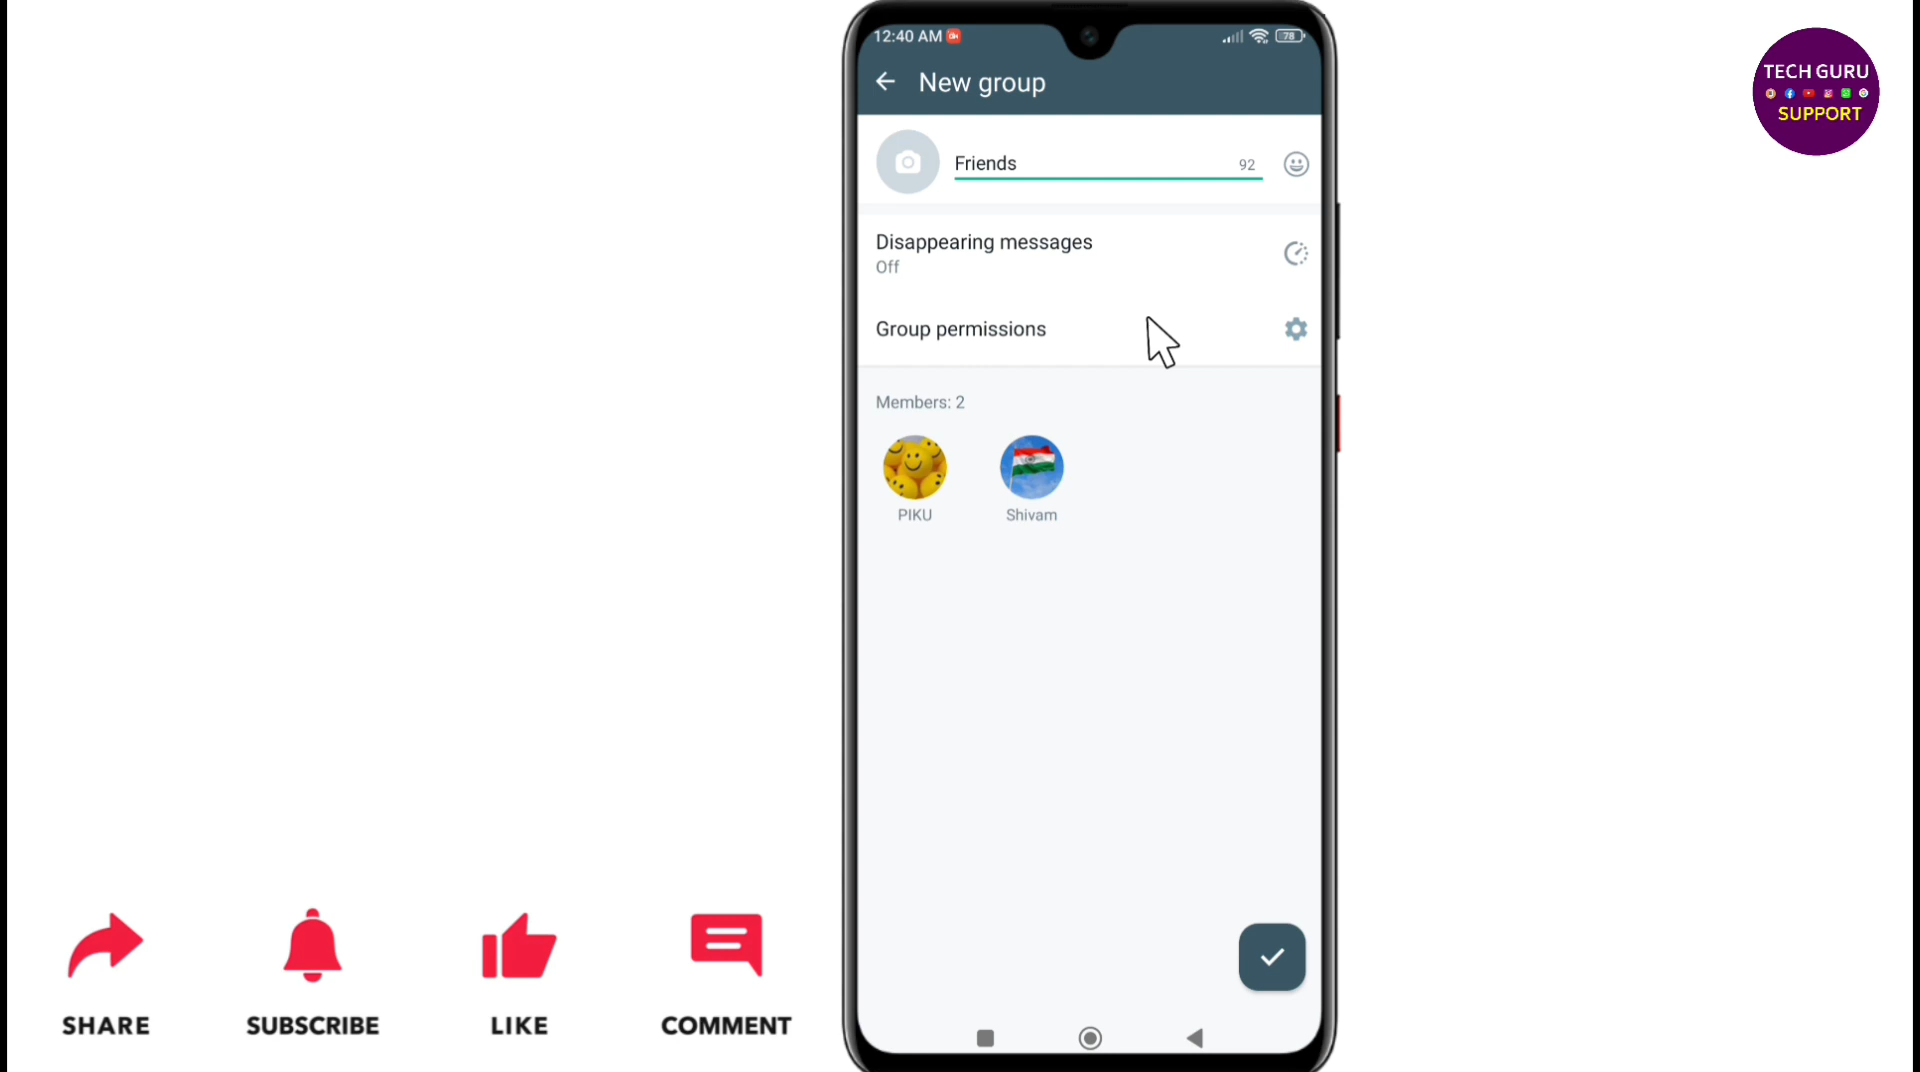 12:40 AM
78
New group
TECH GURU
SUPPORT
Friends
92
Disappearing messages
Off
Group permissions
Members: 2
PIKU
Shivam
SHARE
SUBSCRIBE
LIKE
COMMENT